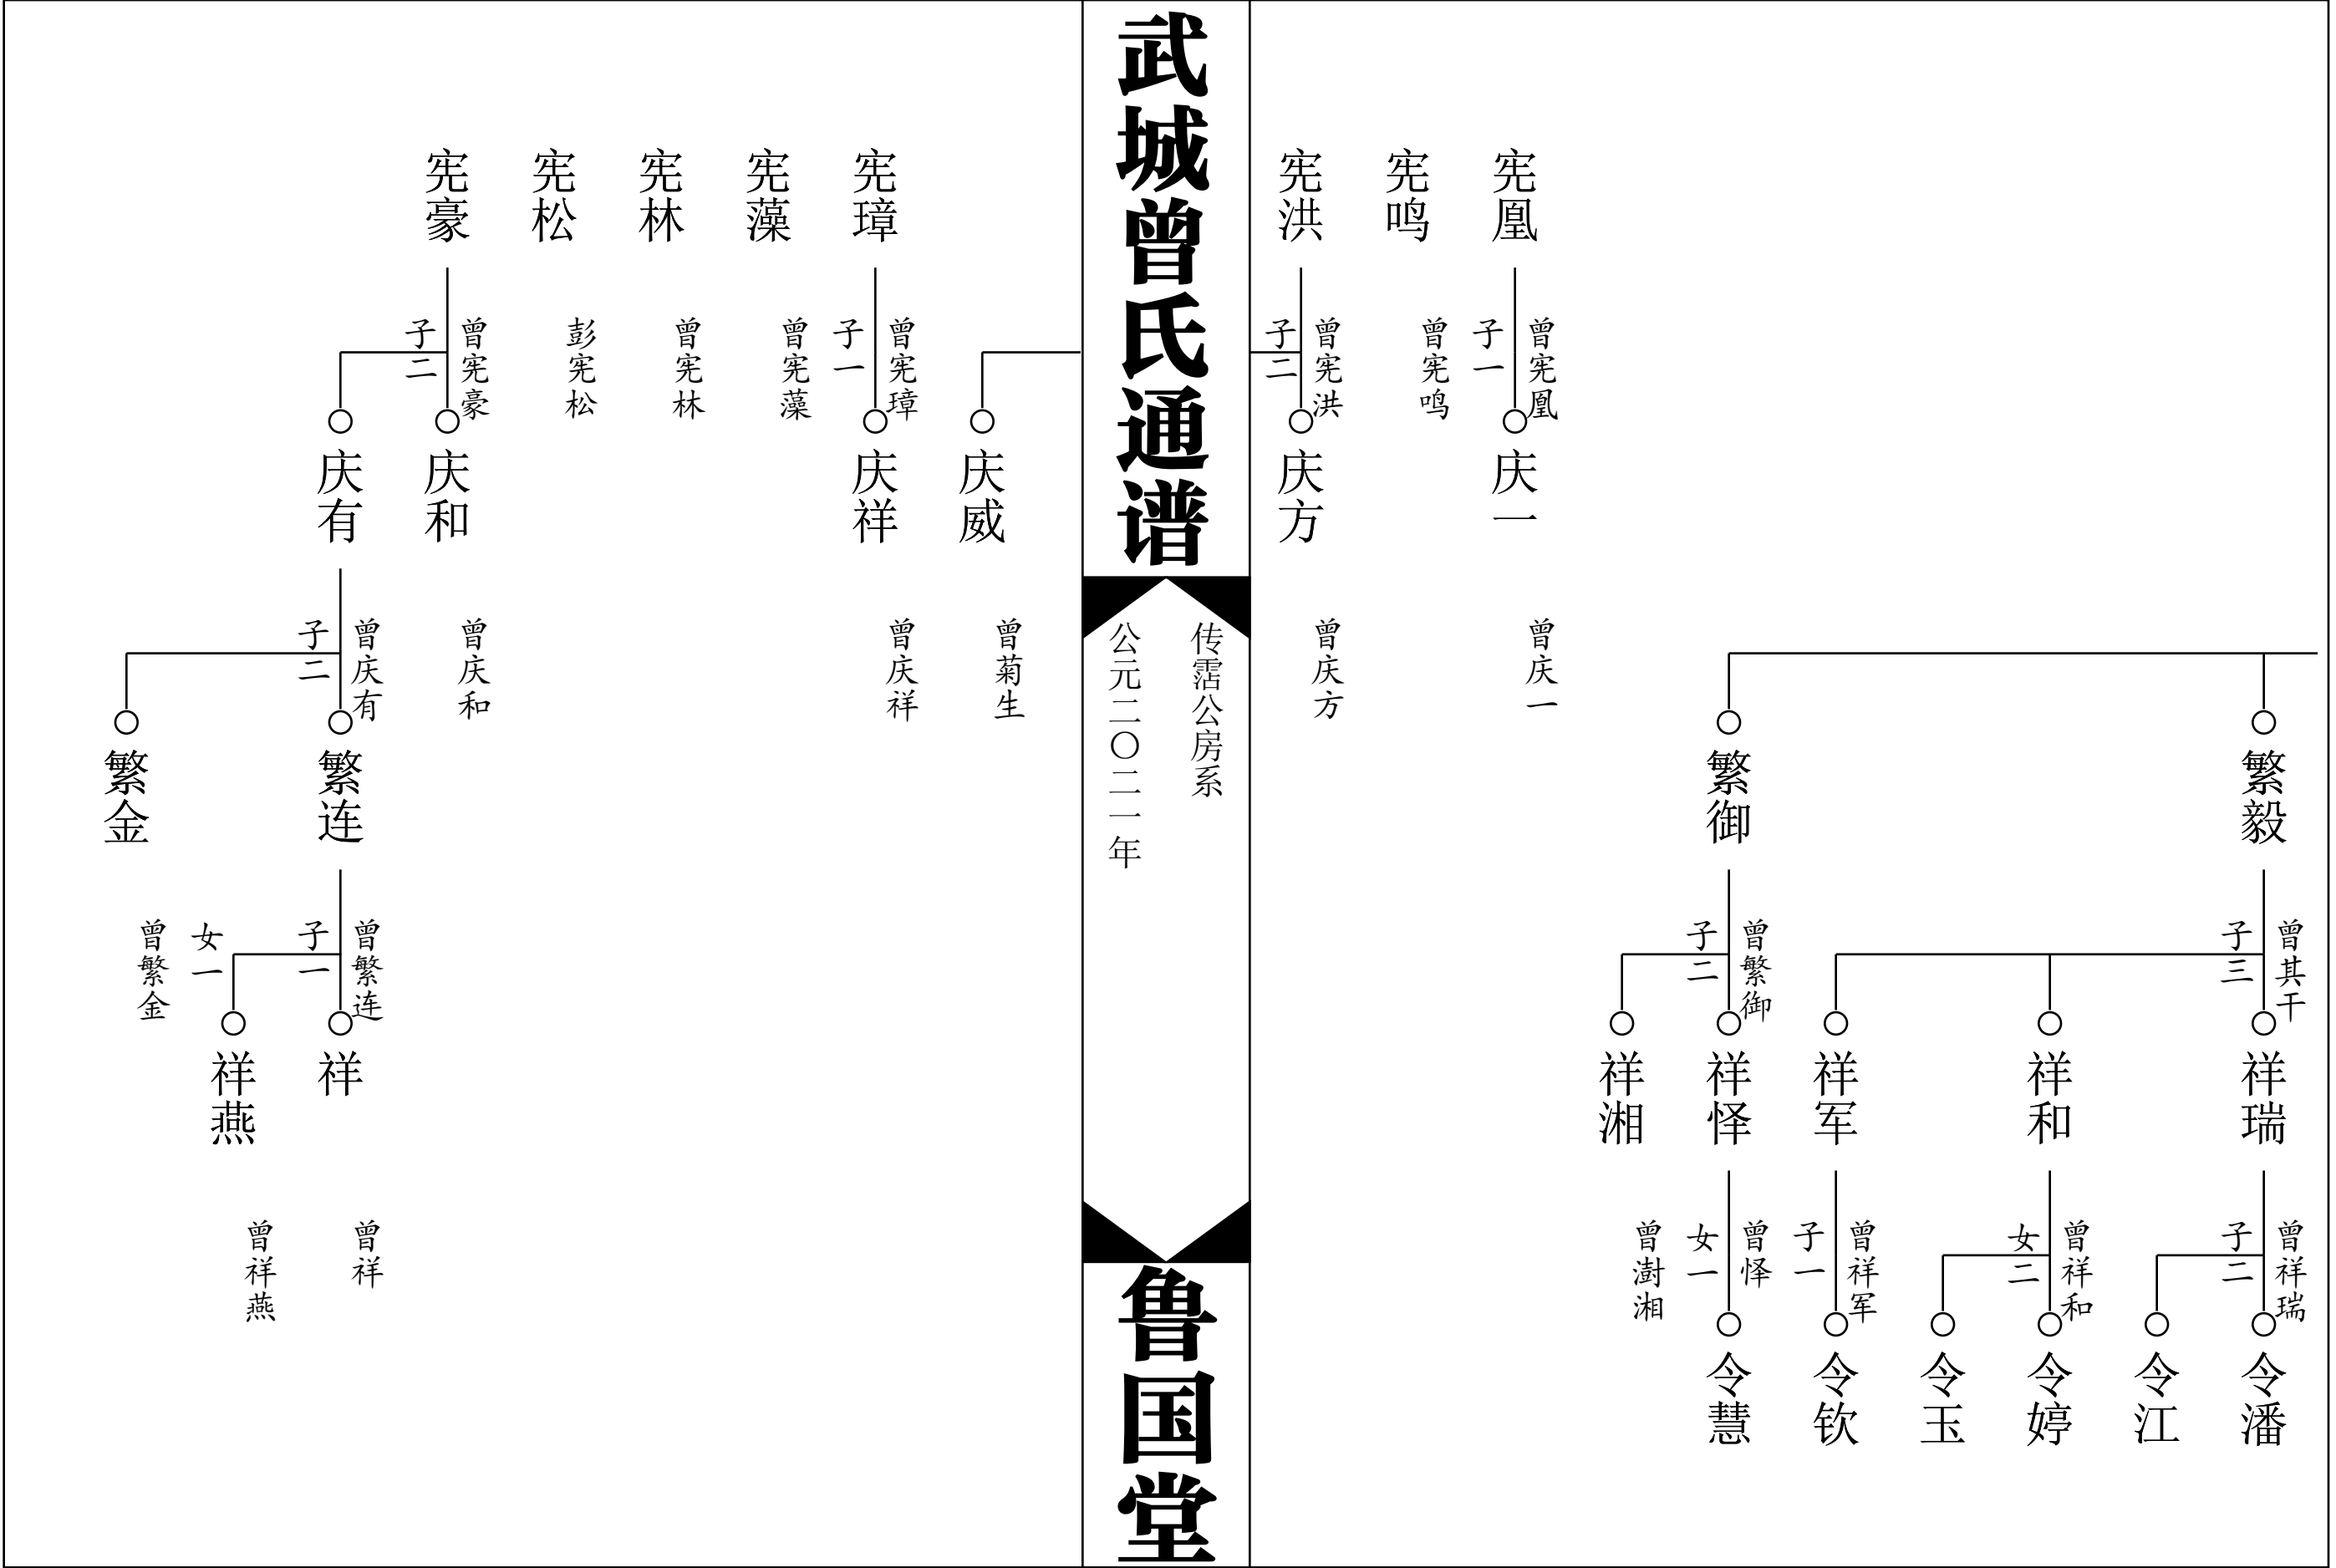 繁毅
曾其干
子三
祥瑞
曾祥瑞
子二
令潘
令江
祥和
曾祥和
女二
令婷
令玉
祥军
曾祥军
子一
令钦
繁御
曾繁御
子二
祥怿
曾怿
女一
令慧
祥湘
曾澍湘
宪凰
曾宪凰
子一
庆一
曾庆一
宪鸣
曾宪鸣
宪洪
曾宪洪
子二
庆方
曾庆方
武城曾氏通谱
传霑公房系
公元二〇二一年
鲁国堂
庆威
曾菊生
宪璋
曾宪璋
子一
庆祥
曾庆祥
宪藻
曾宪藻
宪林
曾宪林
宪松
彭宪松
宪豪
曾宪豪
子二
庆和
曾庆和
庆有
曾庆有
子二
繁连
曾繁连
子一
祥
曾祥
女一
祥燕
曾祥燕
繁金
曾繁金